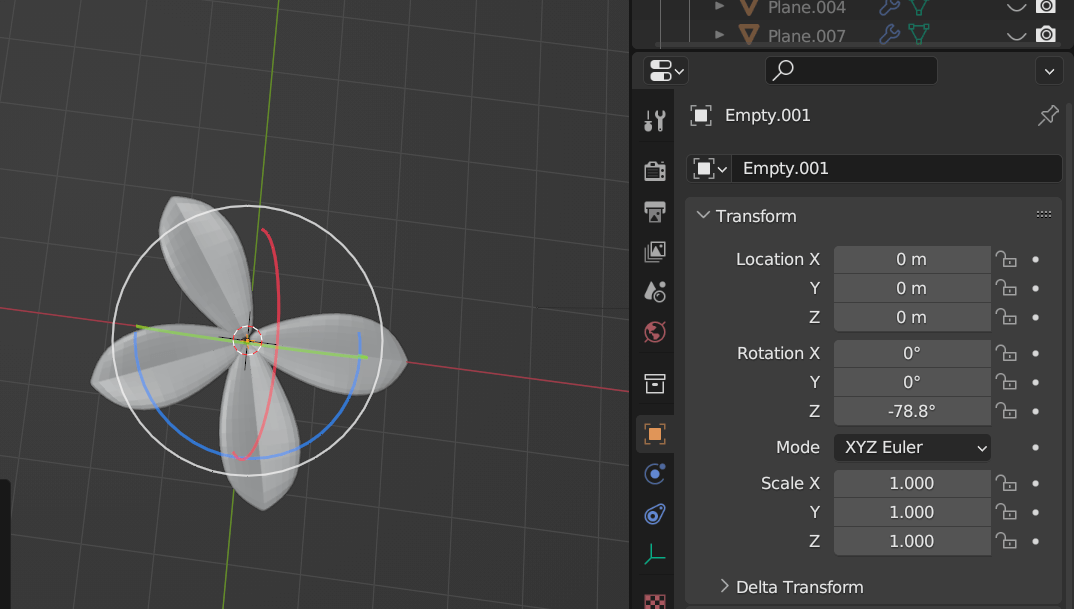 Plane.004
Plane.007
Empty.001
Empty.001
Transform
Location X 0 m
Y 0 m
Z 0 m
Rotation X 0°
Y 0°
Z -78.8°
Mode XYZ Euler
Scale X 1.000
Y 1.000
Z 1.000
Delta Transform